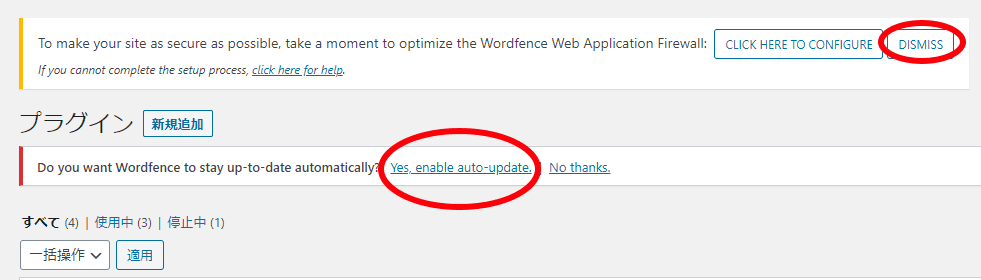 To make your site as secure as possible, take a moment to optimize the Wordfence Web Application Firewall: CLICK HERE TO CONFIGURE DISMISS
If you cannot complete the setup process, click here for help.
プラグイン 新規追加
Do you want Wordfence to stay up-to-date automatically? Yes, enable auto-update. | No thanks.
すべて (4) | 使用中 (3) | 停止中 (1)
一括操作 適用